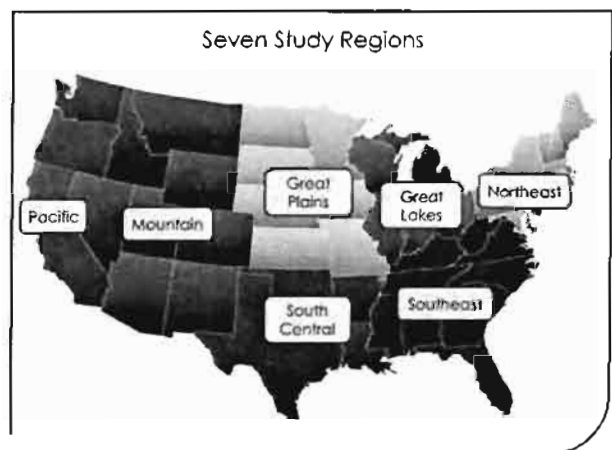 Seven Study Regions
Great
Plains
Great
Lakes
Northeast
Pacific
Mountain
South
Central
Southeast